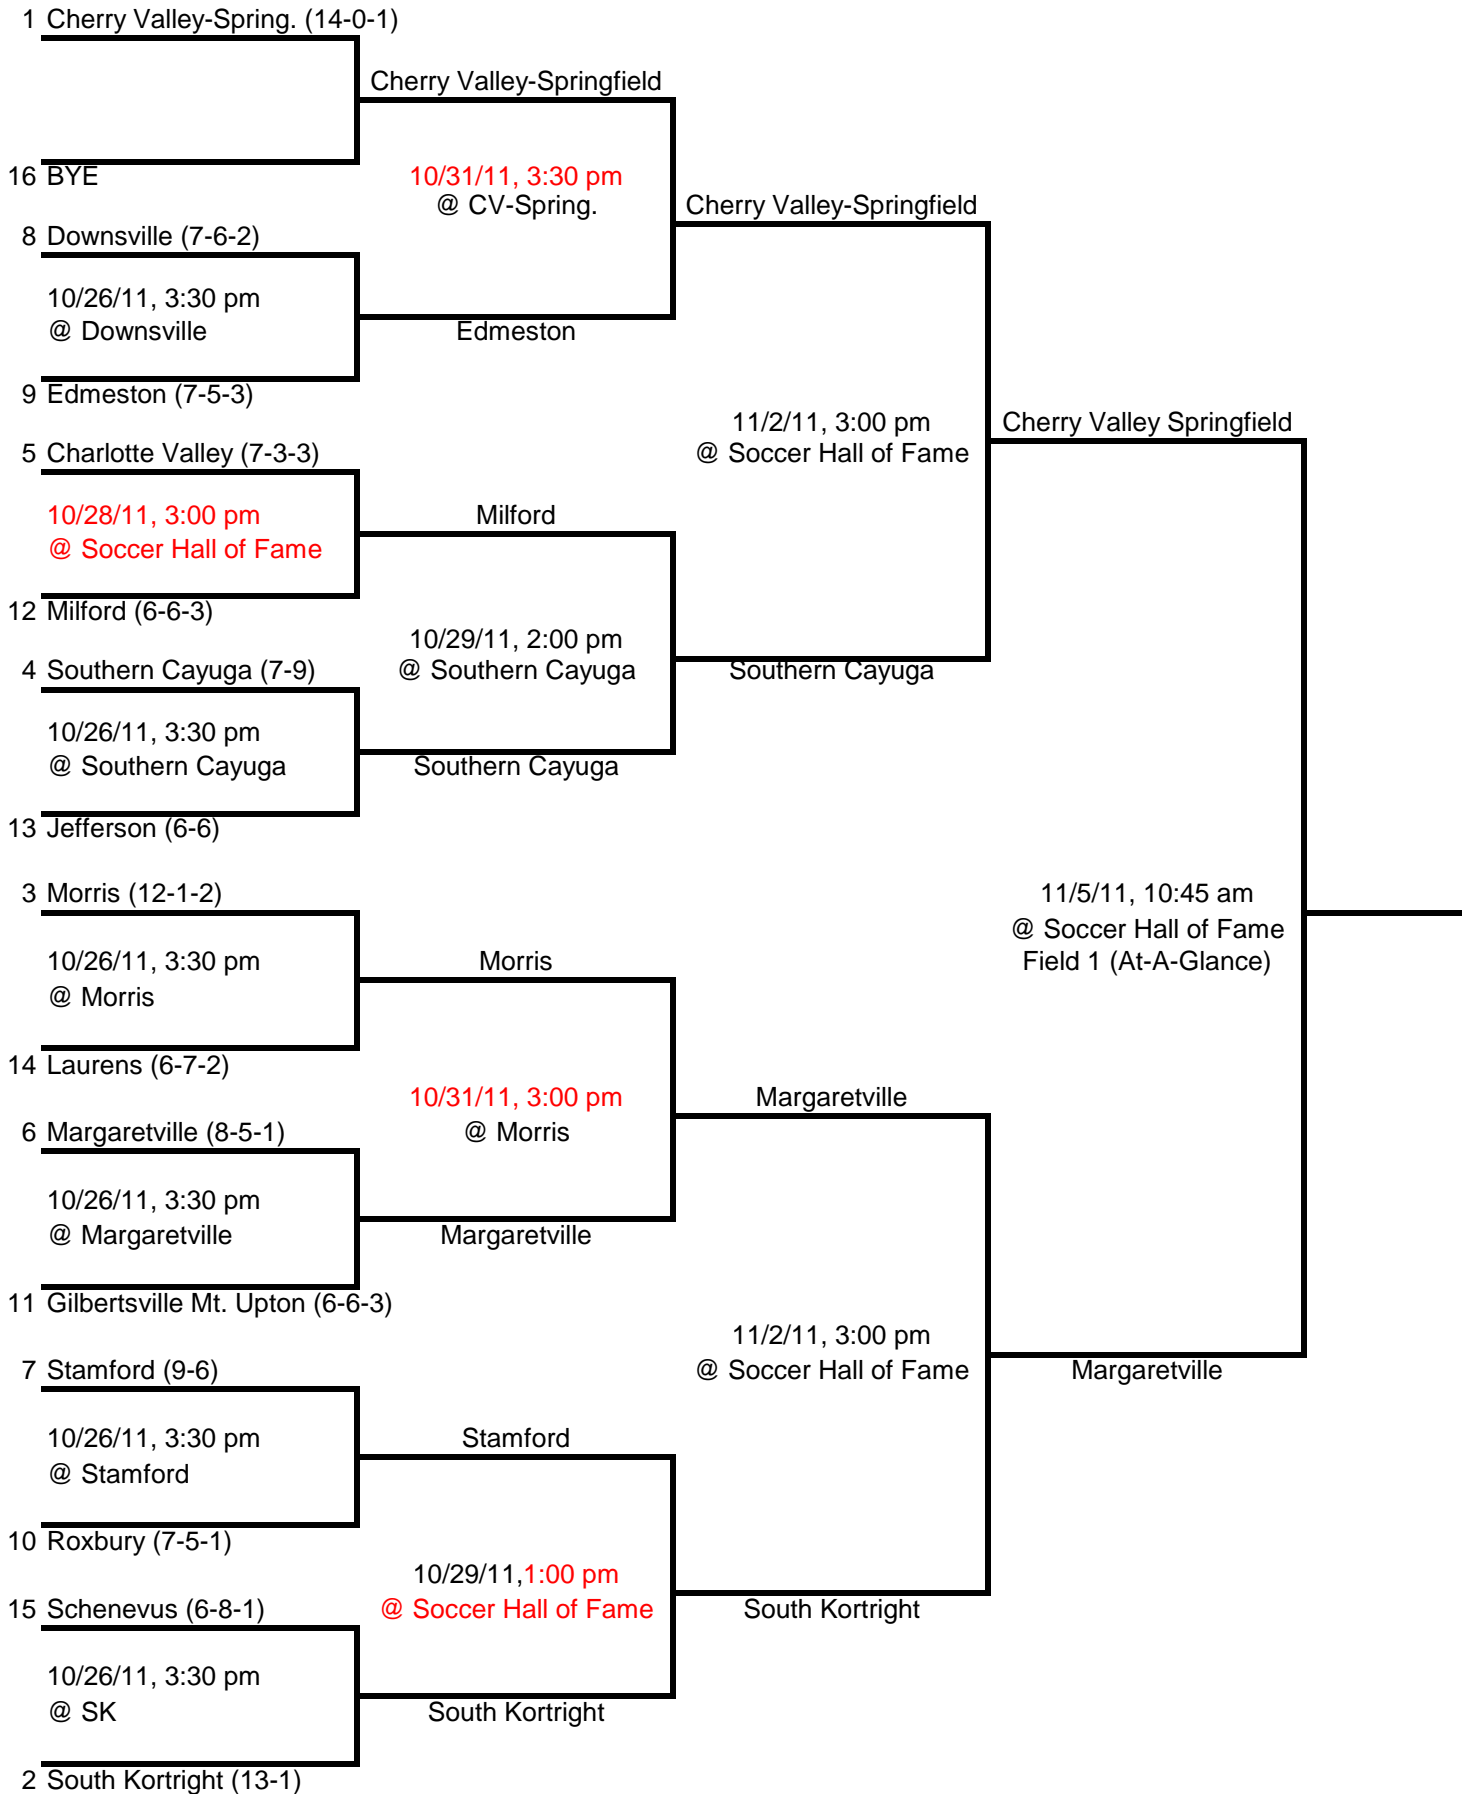 1 Cherry Valley-Spring. (14-0-1)
Cherry Valley-Springfield
16 BYE
10/31/11, 3:30 pm
@ CV-Spring.
Cherry Valley-Springfield
8 Downsville (7-6-2)
10/26/11, 3:30 pm
@ Downsville
Edmeston
9 Edmeston (7-5-3)
11/2/11, 3:00 pm
@ Soccer Hall of Fame
Cherry Valley Springfield
5 Charlotte Valley (7-3-3)
10/28/11, 3:00 pm
@ Soccer Hall of Fame
Milford
12 Milford (6-6-3)
10/29/11, 2:00 pm
@ Southern Cayuga
Southern Cayuga
4 Southern Cayuga (7-9)
10/26/11, 3:30 pm
@ Southern Cayuga
Southern Cayuga
13 Jefferson (6-6)
3 Morris (12-1-2)
11/5/11, 10:45 am
@ Soccer Hall of Fame
Field 1 (At-A-Glance)
10/26/11, 3:30 pm
@ Morris
Morris
14 Laurens (6-7-2)
10/31/11, 3:00 pm
@ Morris
Margaretville
6 Margaretville (8-5-1)
10/26/11, 3:30 pm
@ Margaretville
Margaretville
11 Gilbertsville Mt. Upton (6-6-3)
11/2/11, 3:00 pm
@ Soccer Hall of Fame
Margaretville
7 Stamford (9-6)
10/26/11, 3:30 pm
@ Stamford
Stamford
10 Roxbury (7-5-1)
10/29/11,1:00 pm
@ Soccer Hall of Fame
South Kortright
15 Schenevus (6-8-1)
10/26/11, 3:30 pm
@ SK
South Kortright
2 South Kortright (13-1)